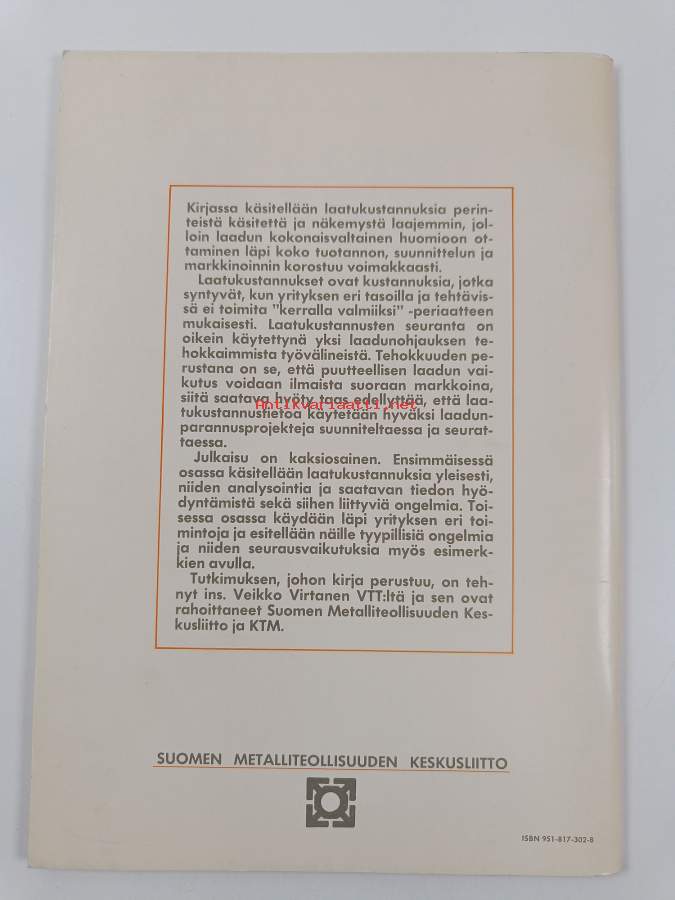 Kirjassa käsitellään laatukustannuksia perin-
teistä käsitettä ja näkemystä laajemmin, jol-
loin laadun kokonaisvaltainen huomioon ot-
taminen läpi koko tuotannon, suunnittelun ja
markkinoinnin korostuu voimakkaasti.
Laatukustannukset ovat kustannuksia, jotka
syntyvät, kun yrityksen eri tasoilla ja tehtävis-
sä ei toimita "kerralla valmiiksi" -periaatteen
mukaisesti. Laatukustannusten seuranta on
oikein käytettynä yksi laadunohjauksen te-
hokkaimmista työvälineistä. Tehokkuuden pe-
rustana on se, että puutteellisen laadun vai-
kutus voidaan ilmaista suoraan markkoina,
siitä saatava hyöty taas edellyttää, että laa-
Antikvariaatti.net
tukustannustietoa käytetään hyväksi laadun-
parannusprojekteja suunniteltaessa ja seurat-
taessa.
Julkaisu on kaksiosainen. Ensimmäisessä
osassa käsitellään laatukustannuksia yleisesti,
niiden analysointia ja saatavan tiedon hyö-
dyntämistä sekä siihen liittyviä ongelmia. Toi-
sessa osassa käydään läpi yrityksen eri toi-
mintoja ja esitellään näille tyypillisiä ongelmia
ja niiden seurausvaikutuksia myös esimerk-
kien avulla.
Tutkimuksen, johon kirja perustuu, on teh-
nyt ins. Veikko Virtanen VTT:ltä ja sen ovat
rahoittaneet Suomen Metalliteollisuuden Kes-
kusliitto ja KTM.
SUOMEN METALLITEOLLISUUDEN KESKUSLIITTO
ISBN 951-817-302-8